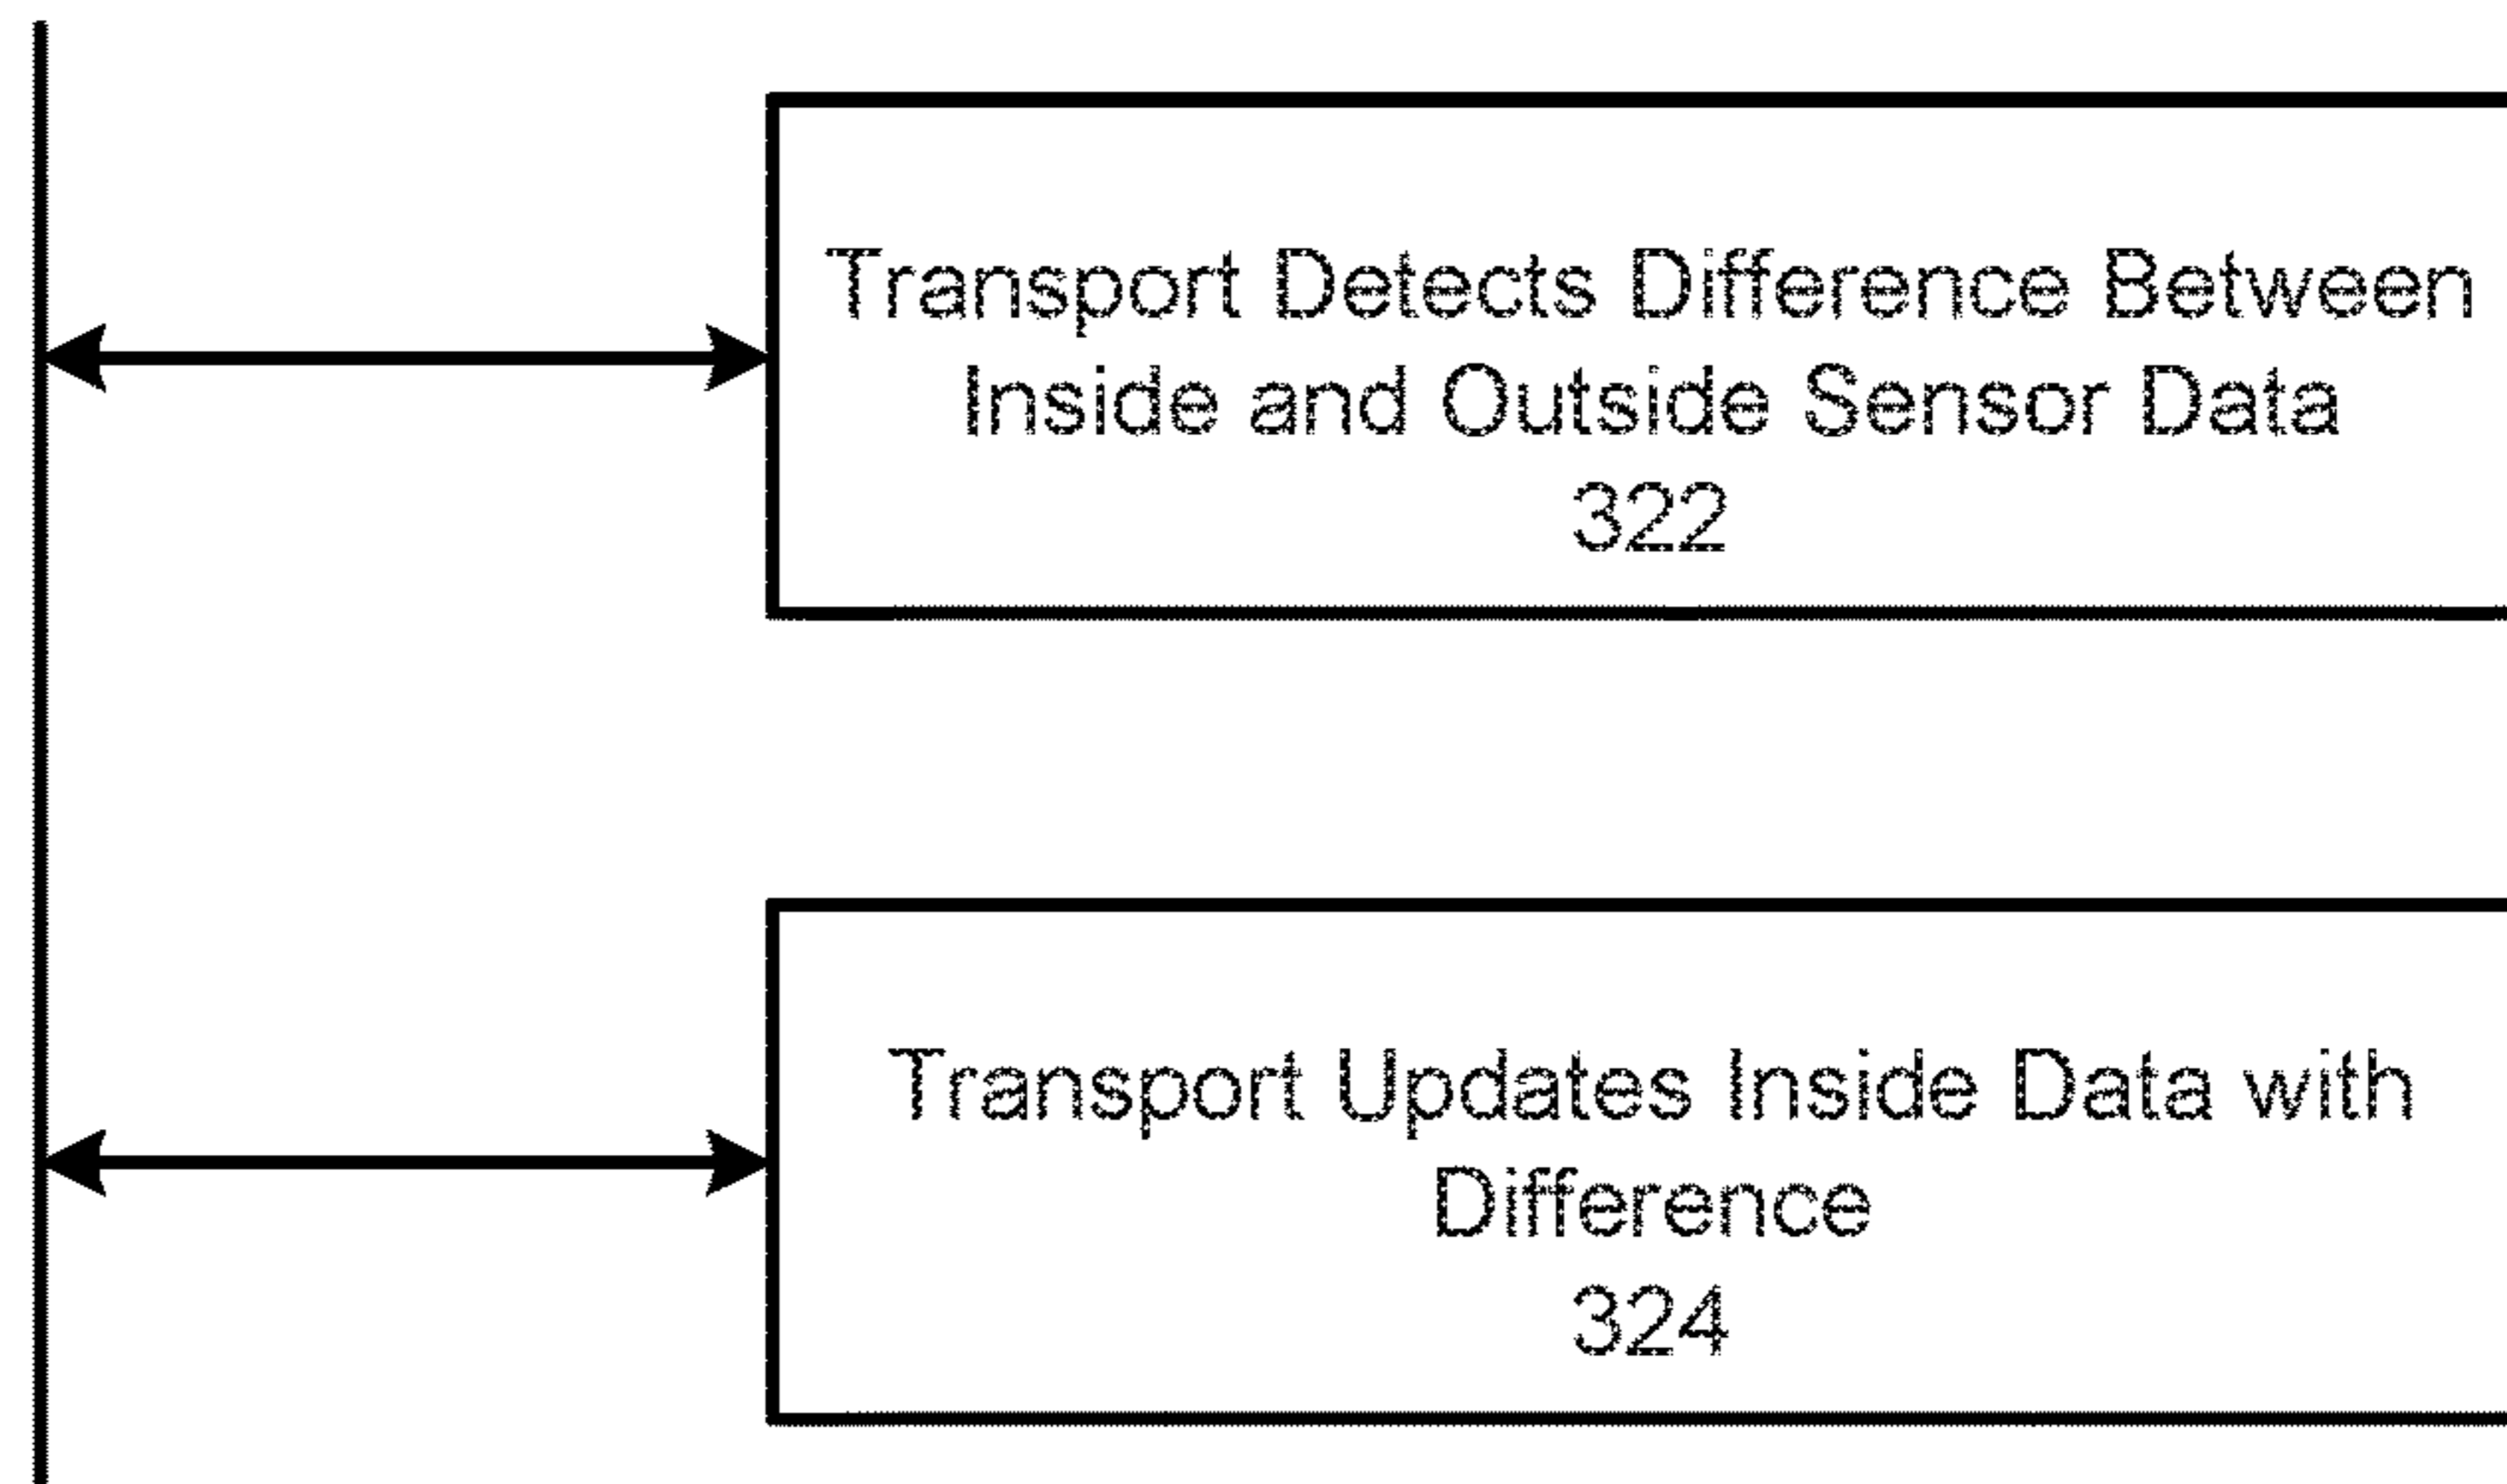 Transport Detects Difference Between
Inside and Outside Sensor Data
322
Transport Updates Inside Data with
Difference
324